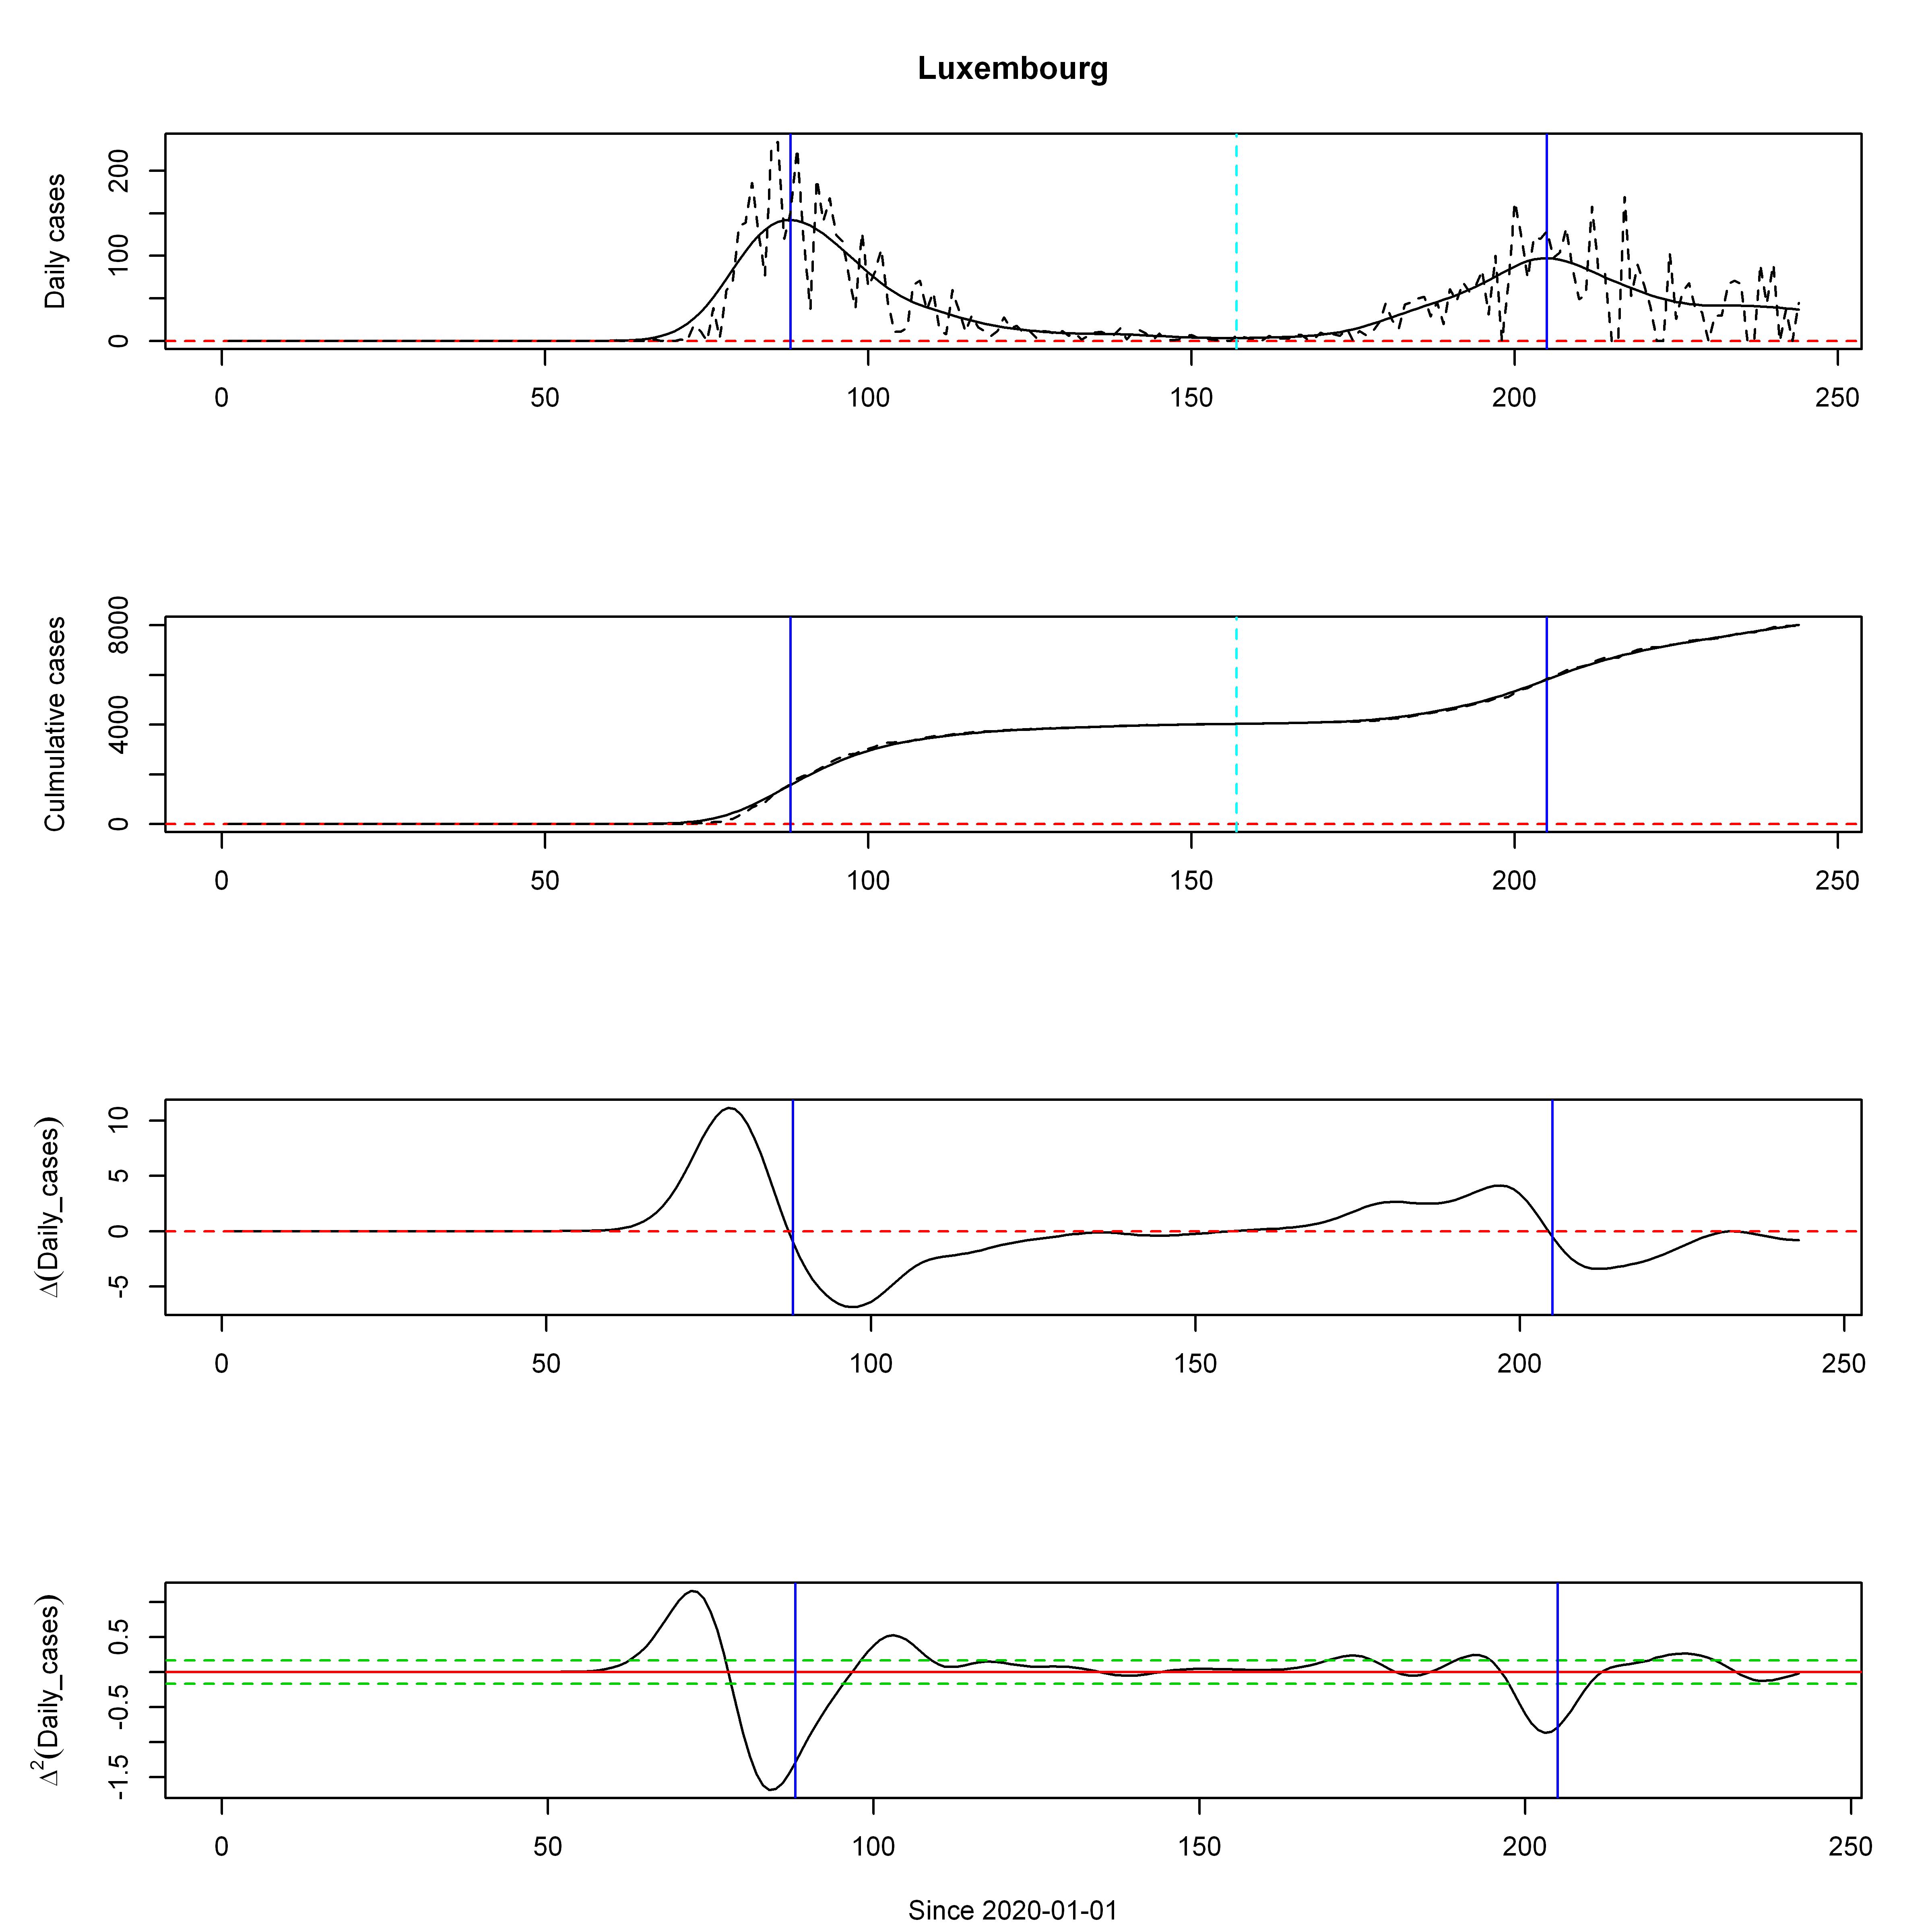 Luxembourg
Daily cases
0 100 200
0 50 100 150 200 250
Culmulative cases
0 4000 8000
0 50 100 150 200 250
Δ(Daily_cases)
-5 0 5 10
0 50 100 150 200 250
Δ²(Daily_cases)
-1.5 -0.5 0.5
0 50 100 150 200 250
Since 2020-01-01